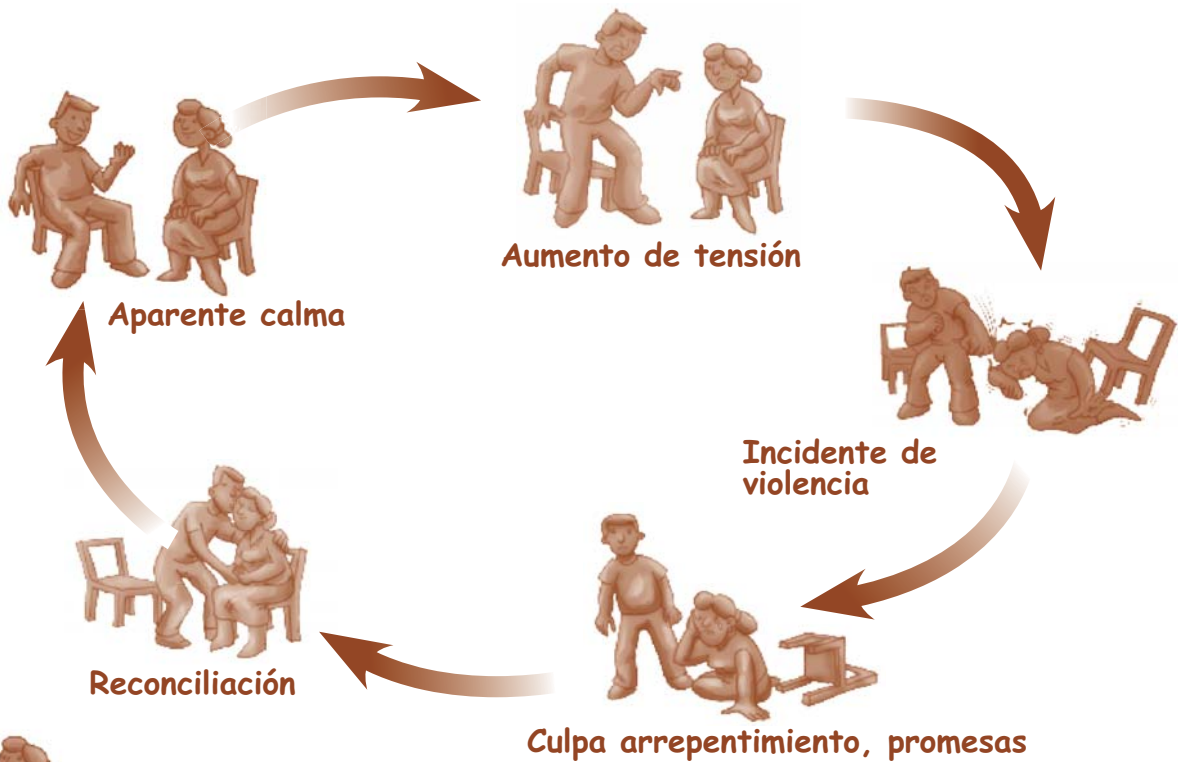 Aumento de tensión
Aparente calma
Incidente de
violencia
Reconciliación
Culpa arrepentimiento, promesas